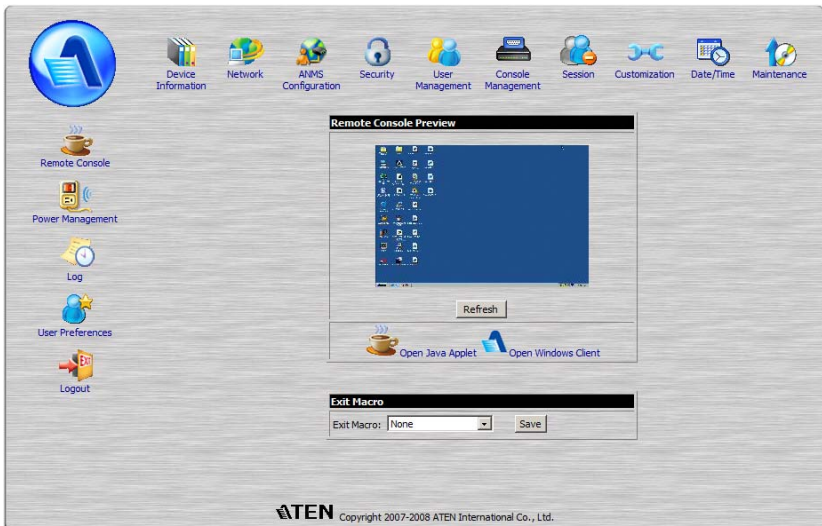 Device
Information
Network
ANMS
Configuration
Security
User
Management
Console
Management
Session
Customization
Date/Time
Maintenance
Remote Console
Power Management
Log
User Preferences
EXIT
Logout
Remote Console Preview
Refresh
Open Java Applet
Open Windows Client
Exit Macro
Exit Macro: None
Save
ATEN Copyright 2007-2008 ATEN International Co., Ltd.